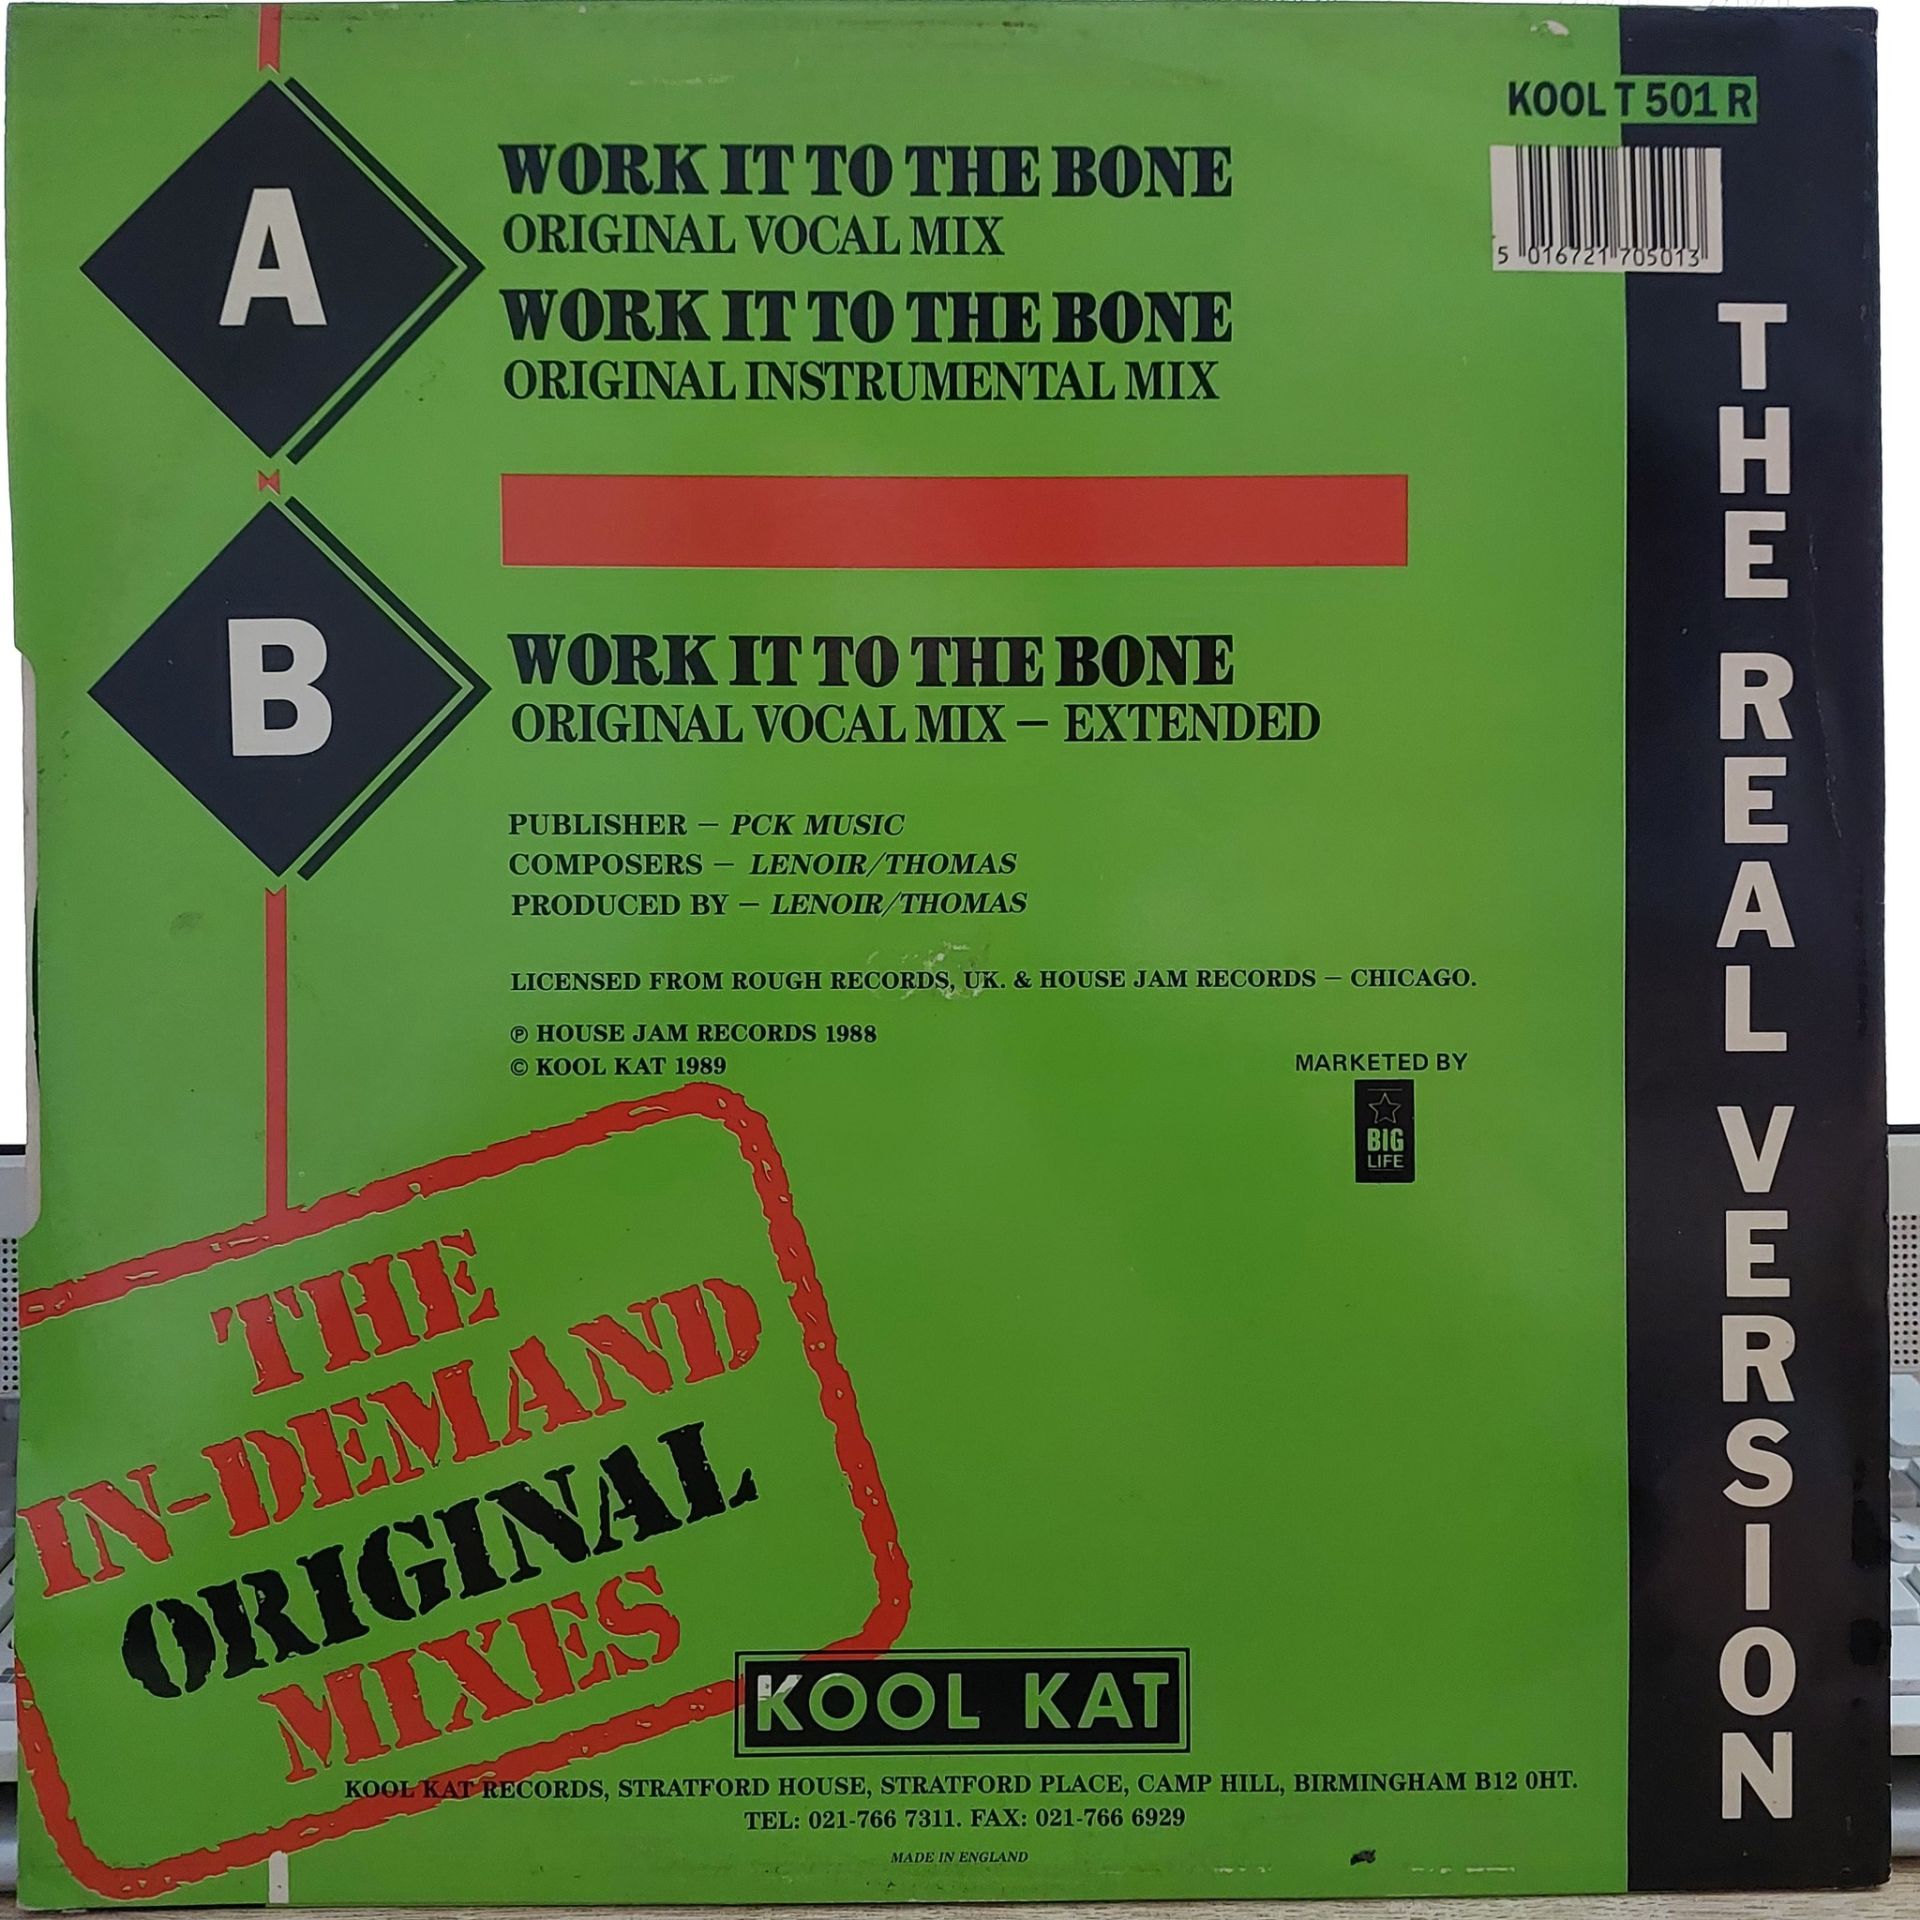 KOOL T 501 R
5 016721 705013
A
WORK IT TO THE BONE
ORIGINAL VOCAL MIX
WORK IT TO THE BONE
ORIGINAL INSTRUMENTAL MIX
B
WORK IT TO THE BONE
ORIGINAL VOCAL MIX – EXTENDED
PUBLISHER – PCK MUSIC
COMPOSERS – LENOIR/THOMAS
PRODUCED BY – LENOIR/THOMAS
LICENSED FROM ROUGH RECORDS, UK. & HOUSE JAM RECORDS – CHICAGO.
℗ HOUSE JAM RECORDS 1988
© KOOL KAT 1989
MARKETED BY
BIG
LIFE
THE
IN-DEMAND
ORIGINAL
MIXES
KOOL KAT
KOOL KAT RECORDS, STRATFORD HOUSE, STRATFORD PLACE, CAMP HILL, BIRMINGHAM B12 0HT.
TEL: 021-766 7311. FAX: 021-766 6929
MADE IN ENGLAND
THE REAL VERSION